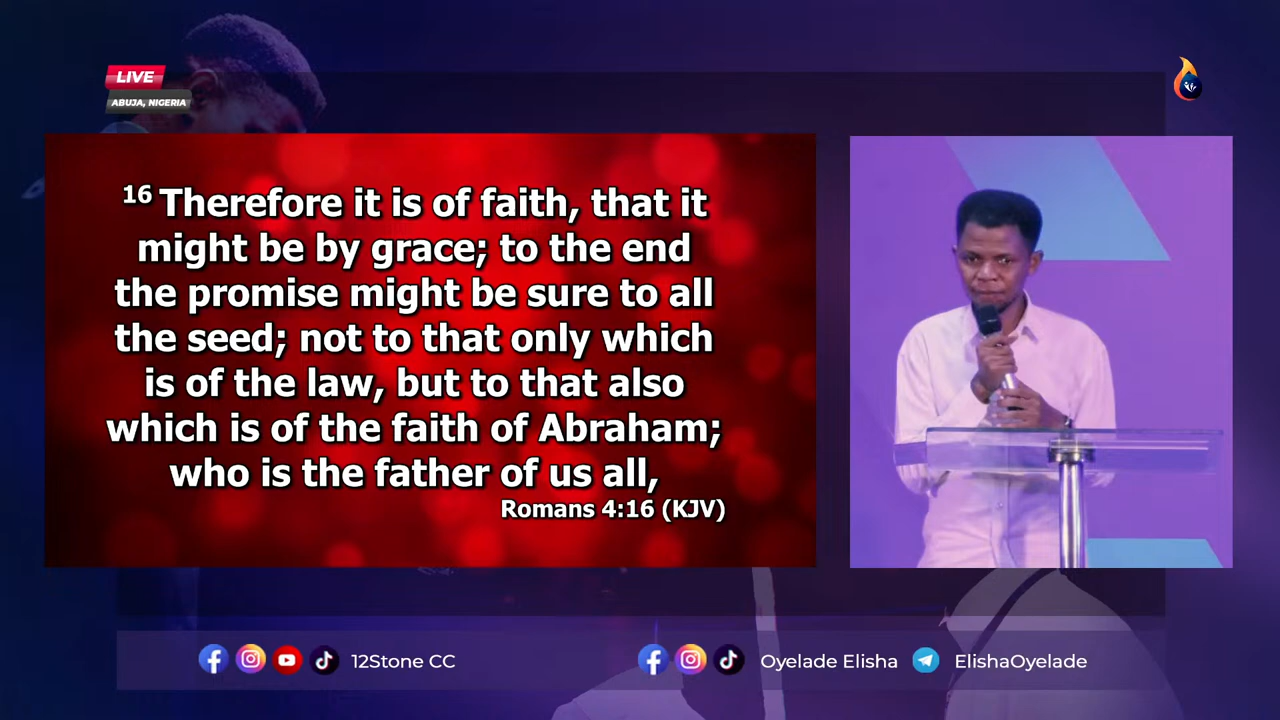 LIVE
ABUJA, NIGERIA
16 Therefore it is of faith, that it
might be by grace; to the end
the promise might be sure to all
the seed; not to that only which
is of the law, but to that also
which is of the faith of Abraham;
who is the father of us all,
Romans 4:16 (KJV)
12Stone CC
Oyelade Elisha
ElishaOyelade